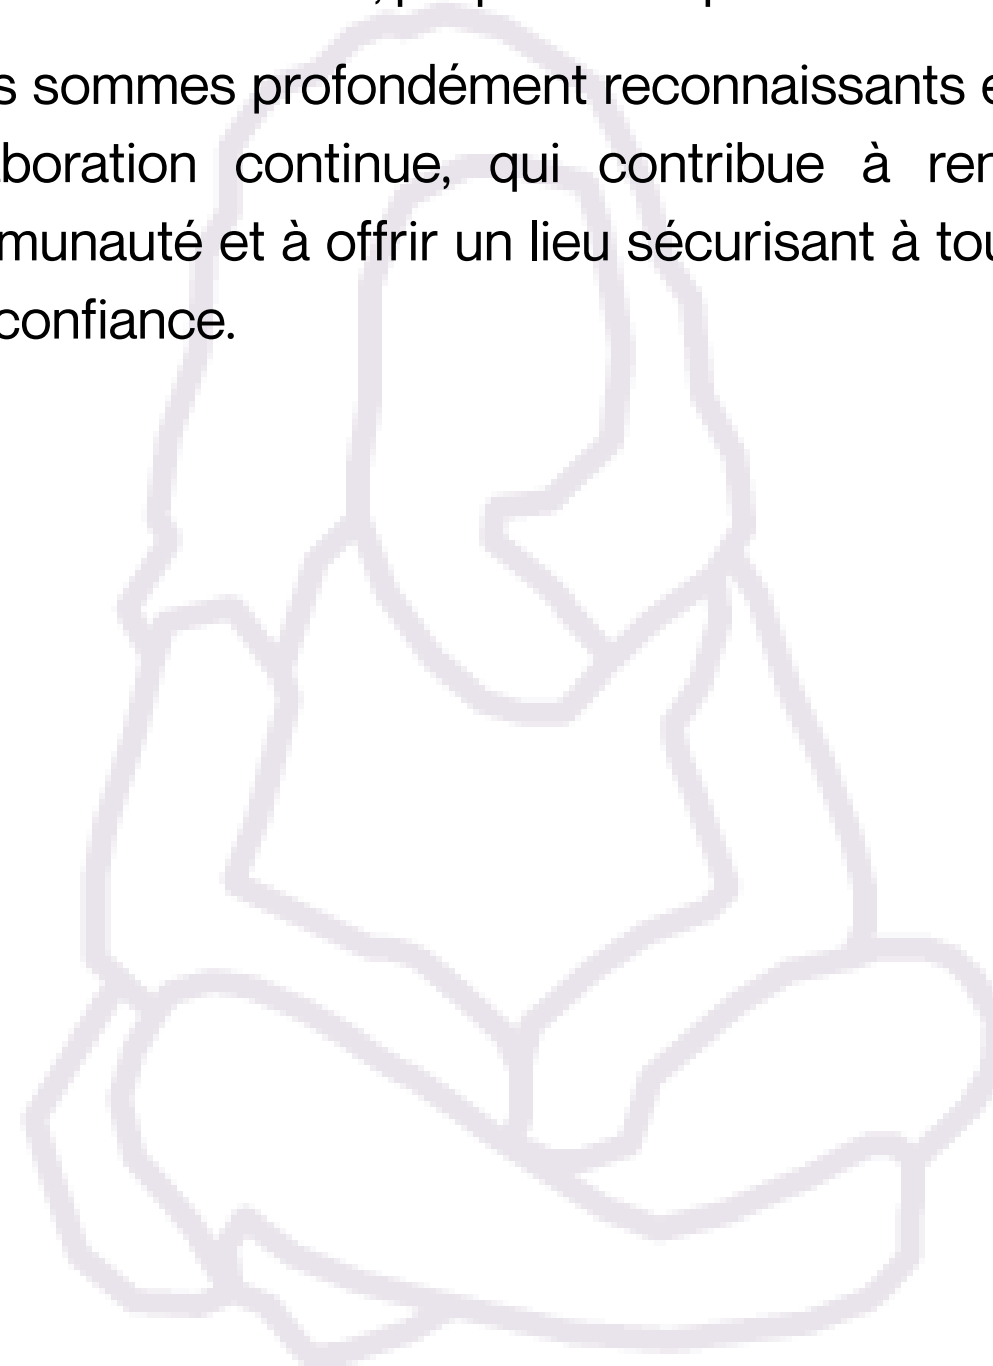 s sommes profondément reconnaissants e
boration continue, qui contribue à ren
munauté et à offrir un lieu sécurisant à tou
confiance.